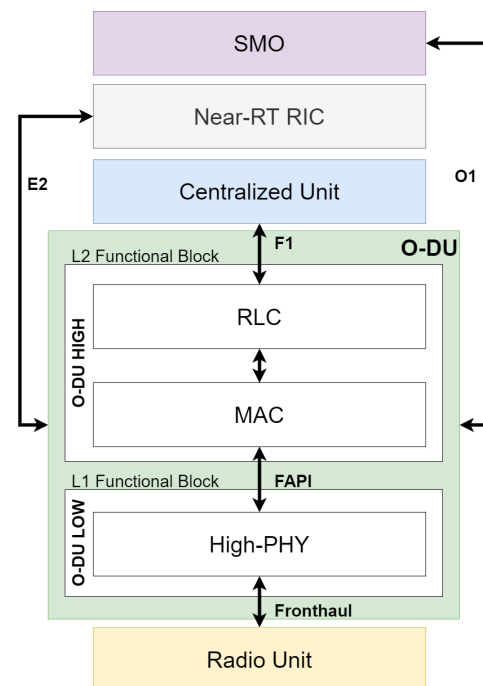 SMO
Near-RT RIC
E2
Centralized Unit
O1
F1
O-DU
L2 Functional Block
O-DU HIGH
RLC
MAC
FAPI
L1 Functional Block
O-DU LOW
High-PHY
Fronthaul
Radio Unit